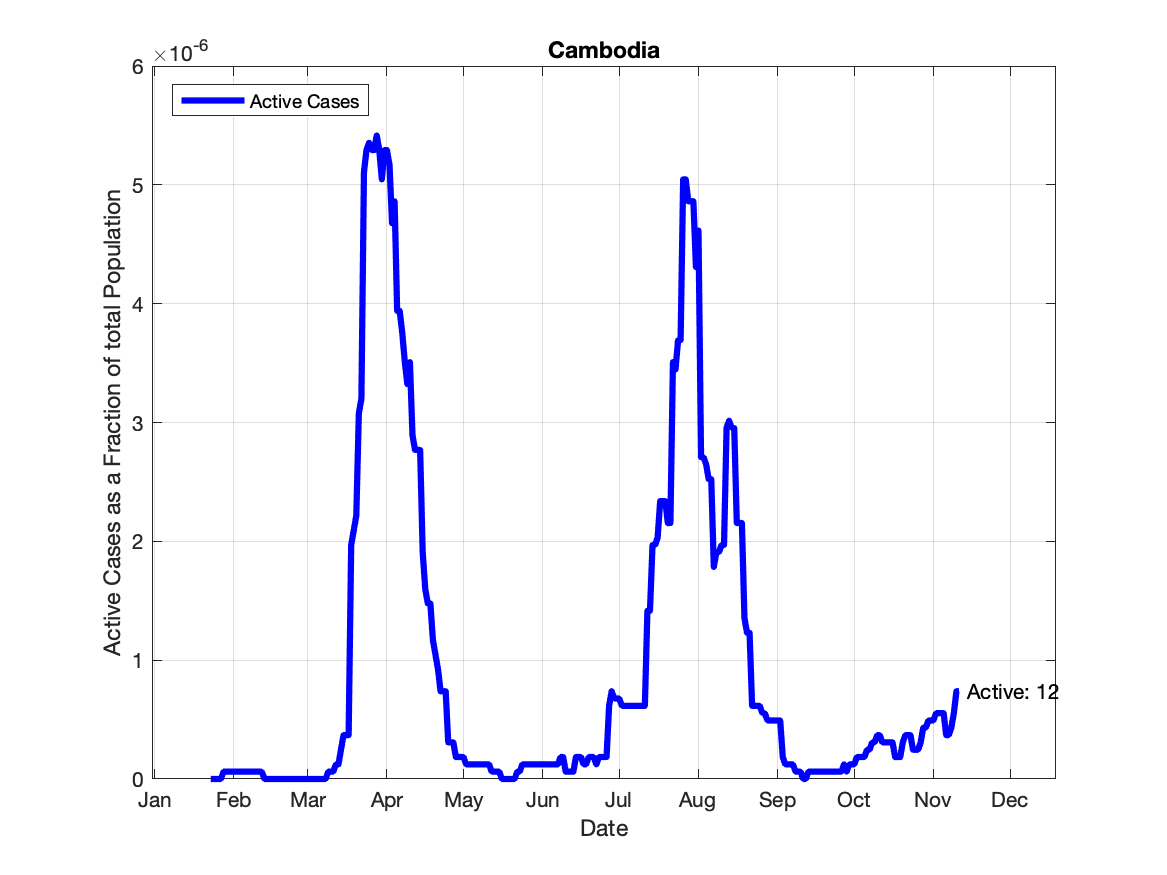 Cambodia
×10-6
Active Cases
6
5
4
3
2
1
0
Active Cases as a Fraction of total Population
Active: 12
Jan Feb Mar Apr May Jun Jul Aug Sep Oct Nov Dec
Date